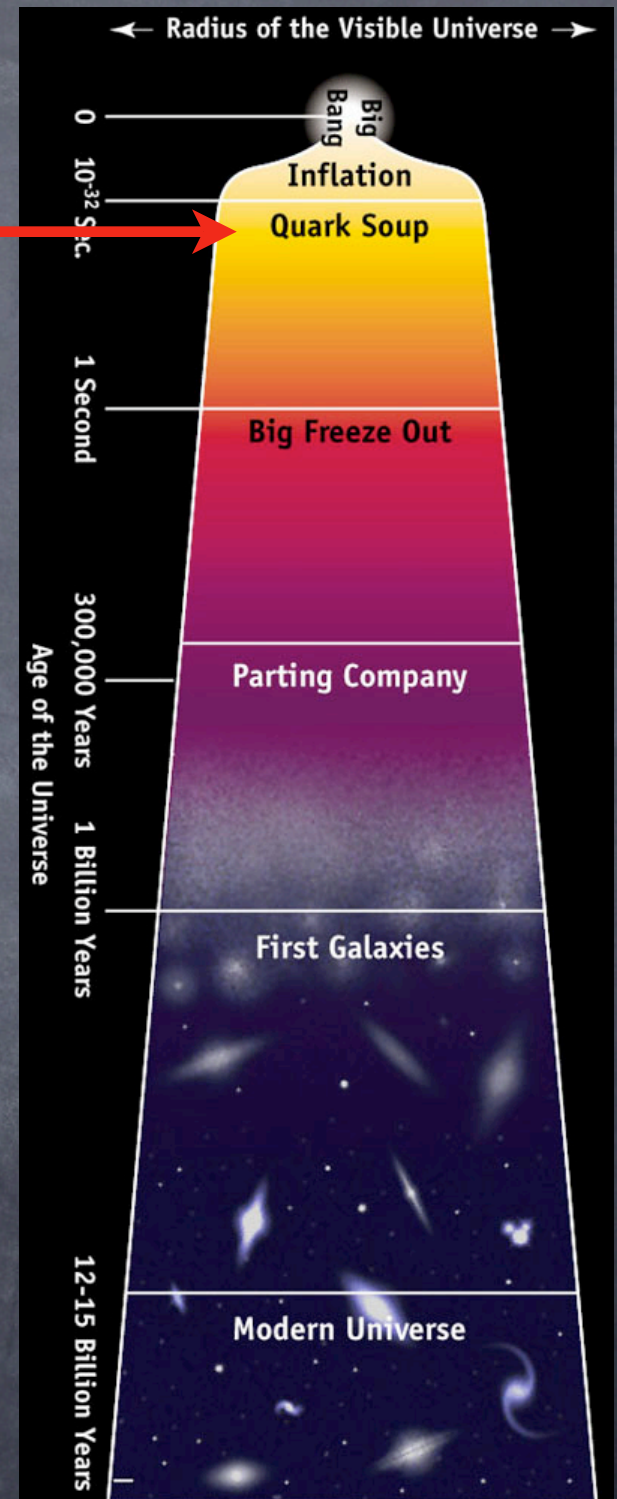 Radius of the Visible Universe
Big
Bang
0
Inflation
10-32 Sec.
Quark Soup
1 Second
Big Freeze Out
300,000 Years
Parting Company
Age of the Universe
1 Billion Years
First Galaxies
12-15 Billion Years
Modern Universe